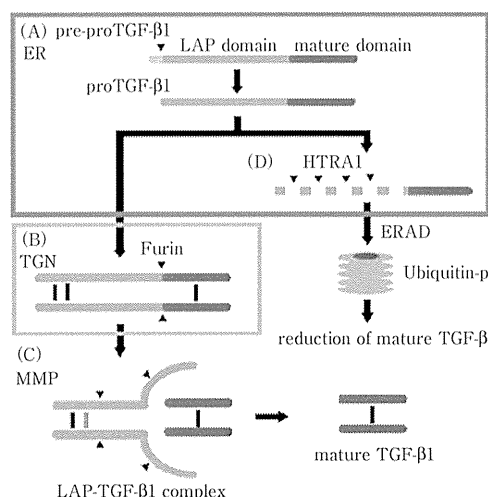 (A) pre-proTGF-β1 LAP domain mature domain
ER
proTGF-β1
(D) HTRA1
(B) Furin
TGN
ERAD
Ubiquitin-p
reduction of mature TGF-β
(C)
MMP
LAP-TGF-β1 complex
mature TGF-β1